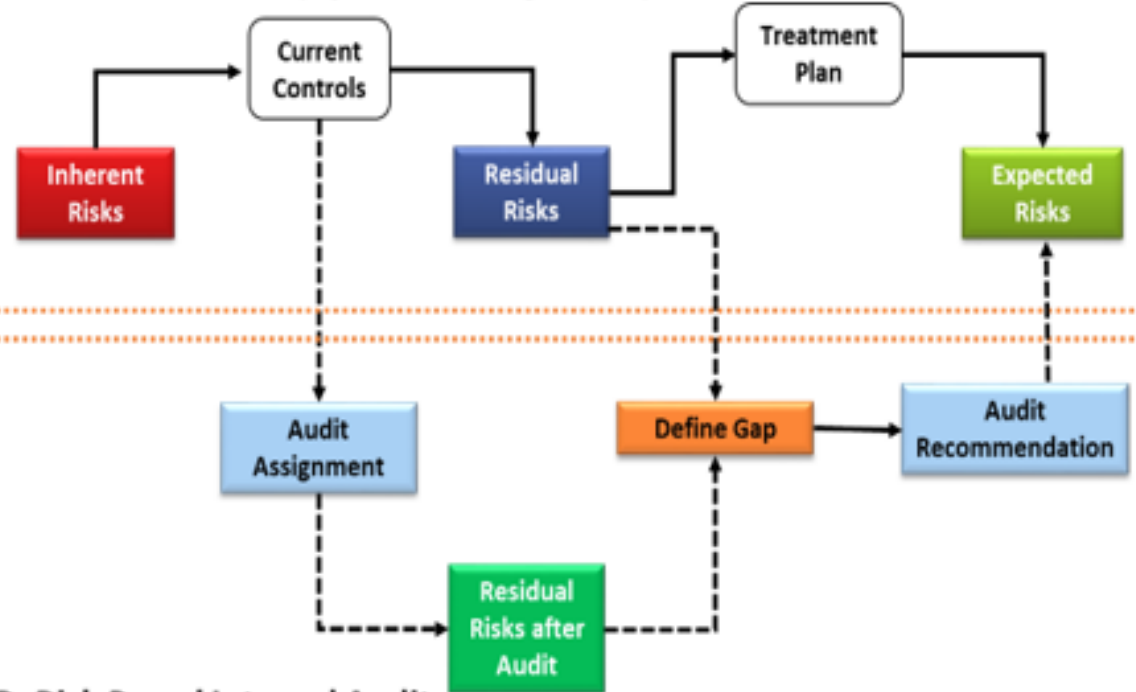 Current
Controls
Treatment
Plan
Inherent
Risks
Residual
Risks
Expected
Risks
Audit
Assignment
Define Gap
Audit
Recommendation
Residual
Risks after
Audit